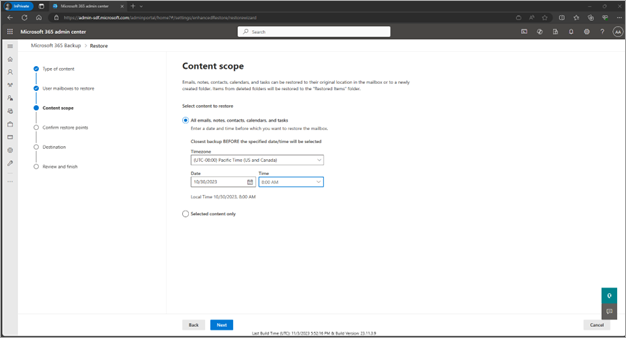 InPrivate
Microsoft 365 admin center
https://admin-sdf.microsoft.com/adminportal/home?#/settings/enhancedRestore/restorewizard
Microsoft 365 admin center
Search
AA
Microsoft 365 Backup > Restore
Type of content
User mailboxes to restore
Content scope
Confirm restore points
Destination
Review and finish
Content scope
Emails, notes, contacts, calendars, and tasks can be restored to their original location in the mailbox or to a newly
created folder. Items from deleted folders will be restored to the "Restored Items" folder.
Select content to restore
All emails, notes, contacts, calendars, and tasks
Enter a date and time before which you want to restore the mailbox.
Closest backup BEFORE the specified date/time will be selected
Timezone
(UTC-08:00) Pacific Time (US and Canada)
Date Time
10/30/2023 8:00 AM
Local Time 10/30/2023, 8:00 AM
Selected content only
Back Next Cancel
Last Build Time (UTC): 11/2/2023 5:52:19 PM & Build Version: 23.11.0.9